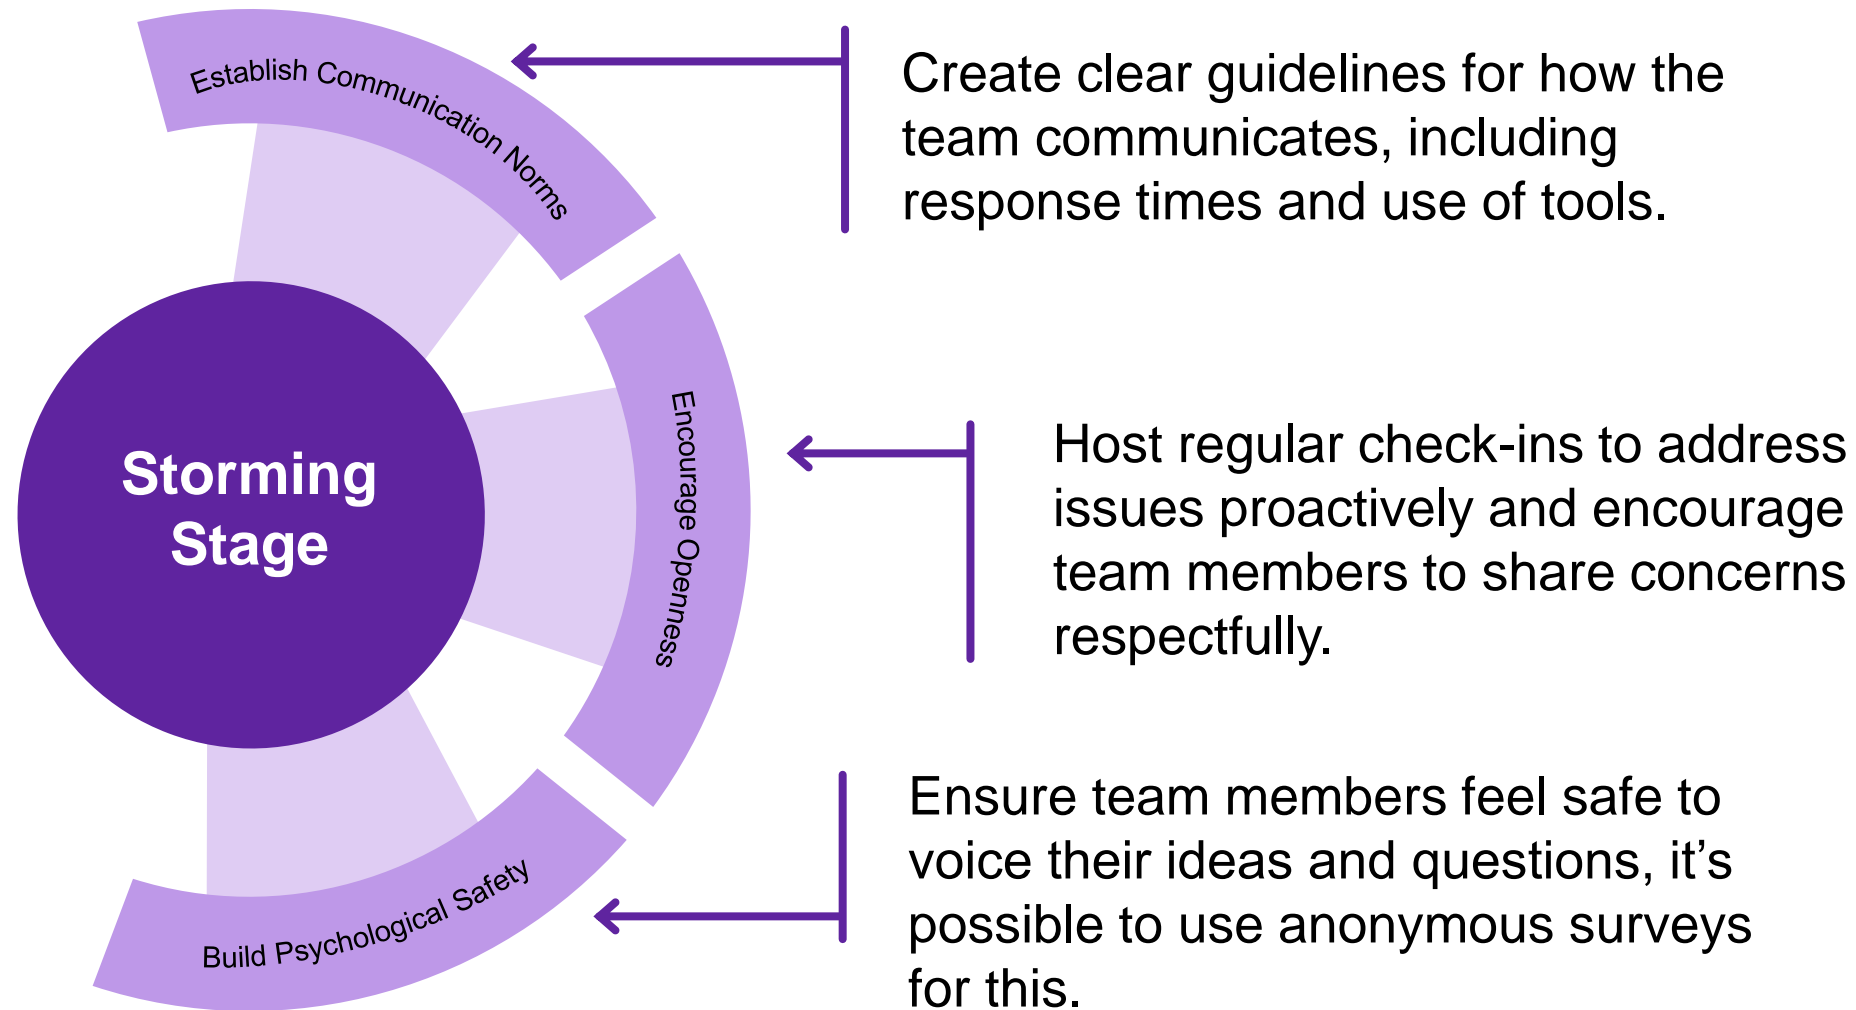 Establish Communication Norms
Create clear guidelines for how the
team communicates, including
response times and use of tools.
Storming
Stage
Encourage Openness
Host regular check-ins to address
issues proactively and encourage
team members to share concerns
respectfully.
Build Psychological Safety
Ensure team members feel safe to
voice their ideas and questions, it’s
possible to use anonymous surveys
for this.